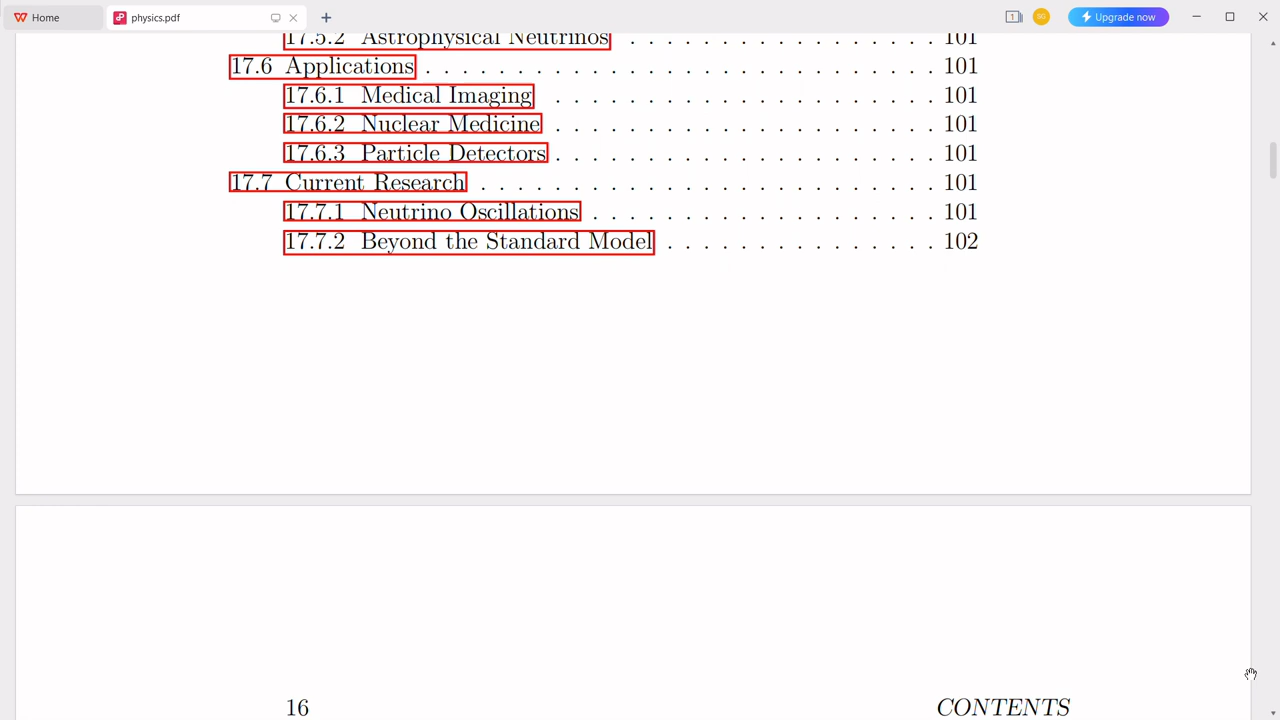 Home
physics.pdf
1
SG
Upgrade now
17.5.2 Astrophysical Neutrinos . . . . . . . . . . . . . . . . . 101
17.6 Applications . . . . . . . . . . . . . . . . . . . . . . . . . . . . 101
17.6.1 Medical Imaging . . . . . . . . . . . . . . . . . . . . . 101
17.6.2 Nuclear Medicine . . . . . . . . . . . . . . . . . . . . . 101
17.6.3 Particle Detectors . . . . . . . . . . . . . . . . . . . . . 101
17.7 Current Research . . . . . . . . . . . . . . . . . . . . . . . . . 101
17.7.1 Neutrino Oscillations . . . . . . . . . . . . . . . . . . . 101
17.7.2 Beyond the Standard Model . . . . . . . . . . . . . . . 102
16 CONTENTS